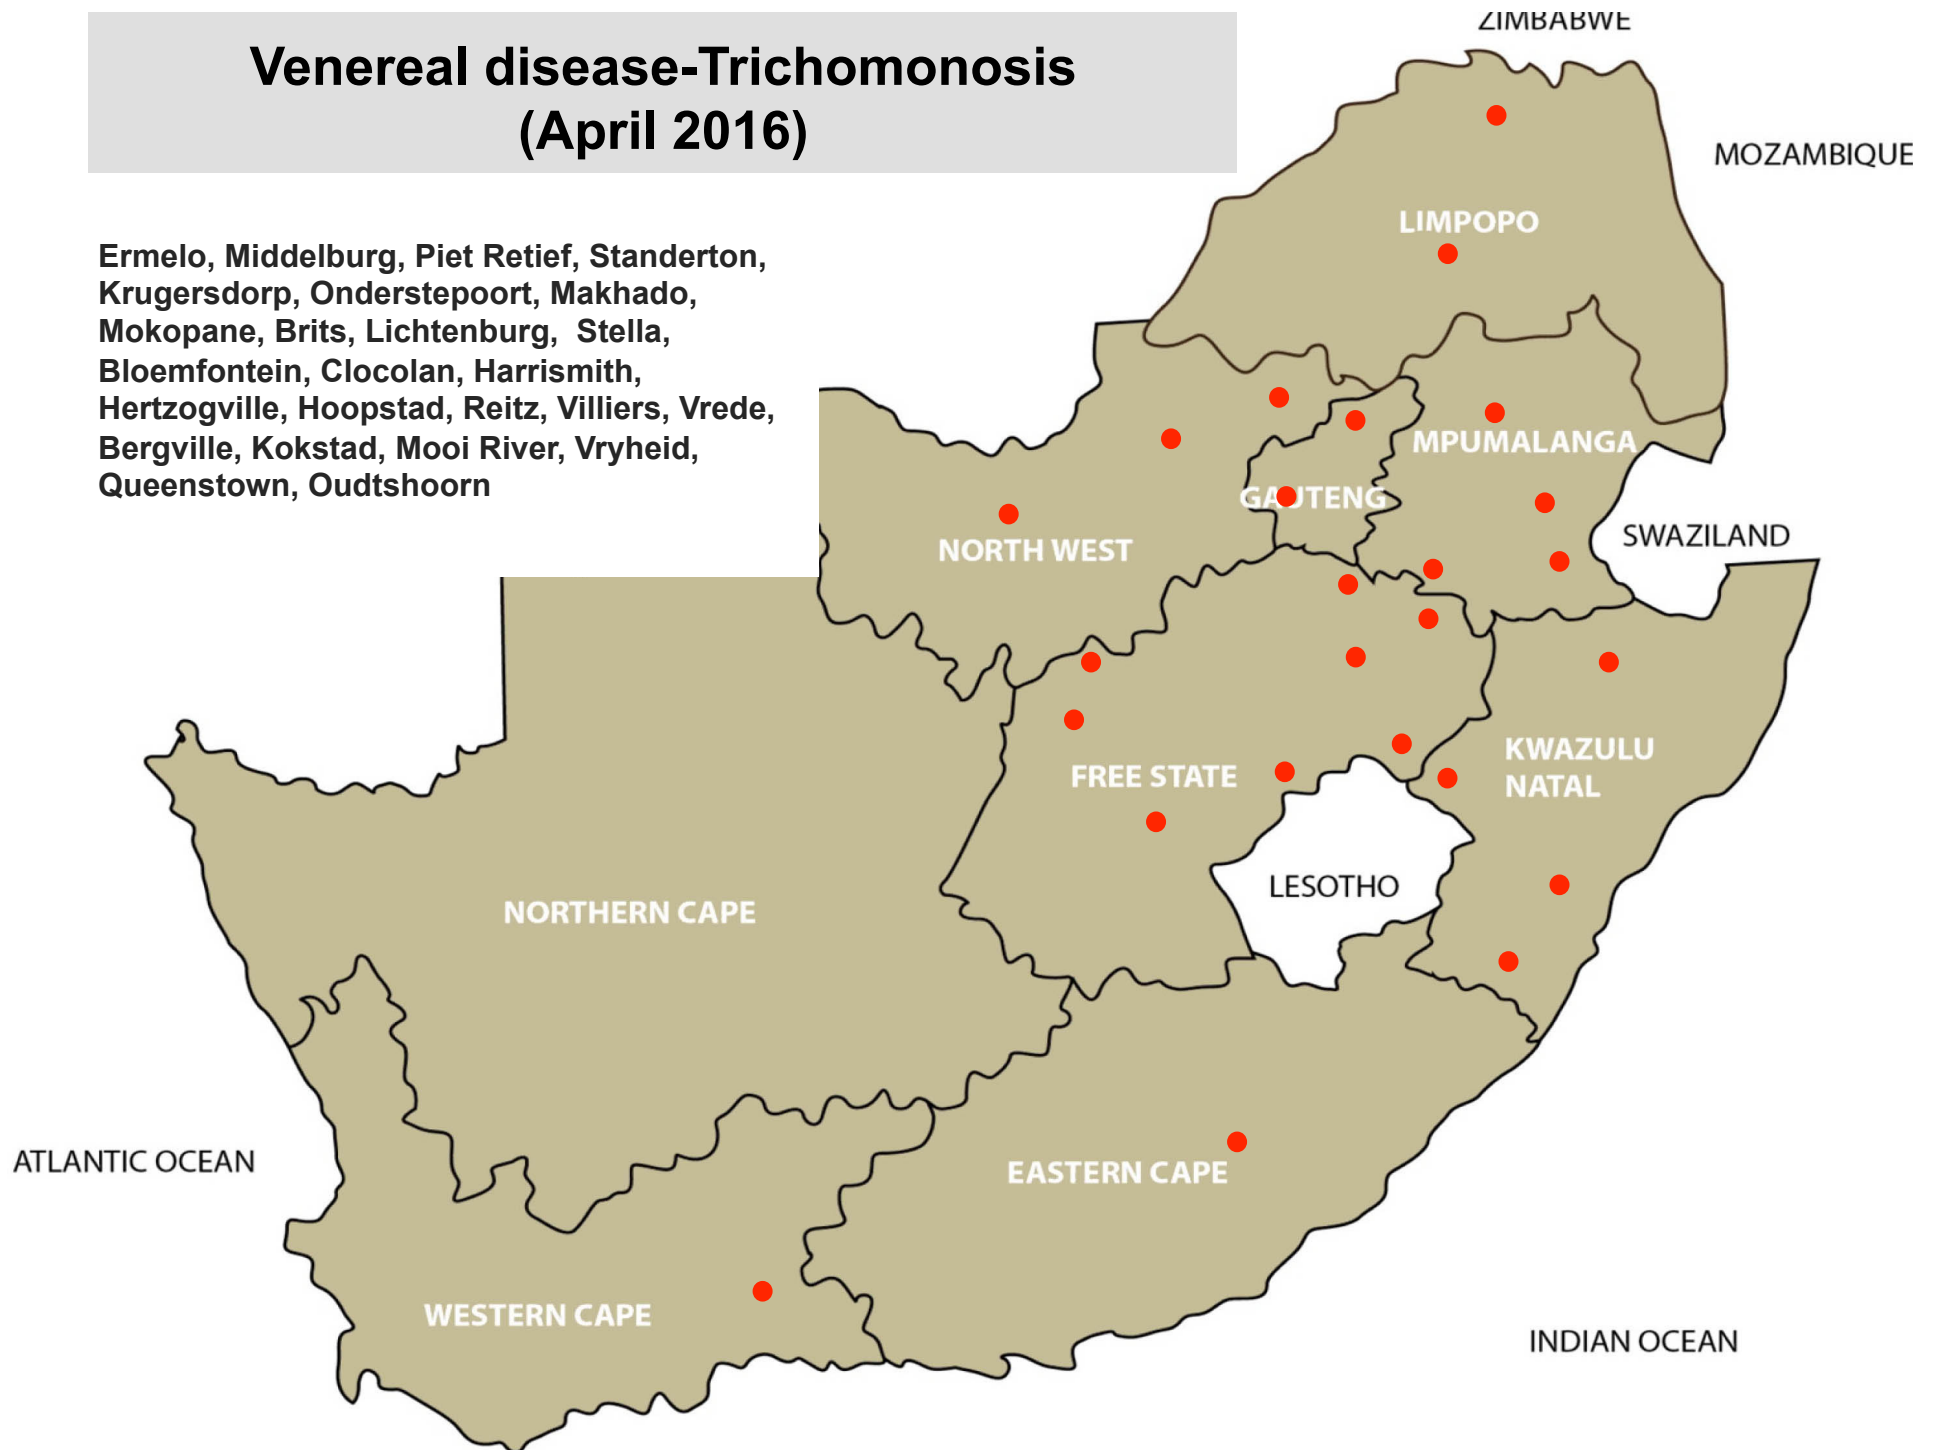 Venereal disease-Trichomonosis
(April 2016)
Ermelo, Middelburg, Piet Retief, Standerton,
Krugersdorp, Onderstepoort, Makhado,
Mokopane, Brits, Lichtenburg, Stella,
Bloemfontein, Clocolan, Harrismith,
Hertzogville, Hoopstad, Reitz, Villiers, Vrede,
Bergville, Kokstad, Mooi River, Vryheid,
Queenstown, Oudtshoorn
ZIMBABWE
MOZAMBIQUE
LIMPOPO
MPUMALANGA
GAUTENG
SWAZILAND
NORTH WEST
KWAZULU
NATAL
FREE STATE
LESOTHO
NORTHERN CAPE
ATLANTIC OCEAN
EASTERN CAPE
WESTERN CAPE
INDIAN OCEAN